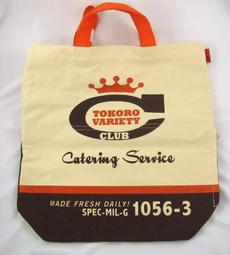 TOKORO
VARIETY
CLUB
Catering Service
MADE FRESH DAILY!
SPEC-MIL-G 1056-3